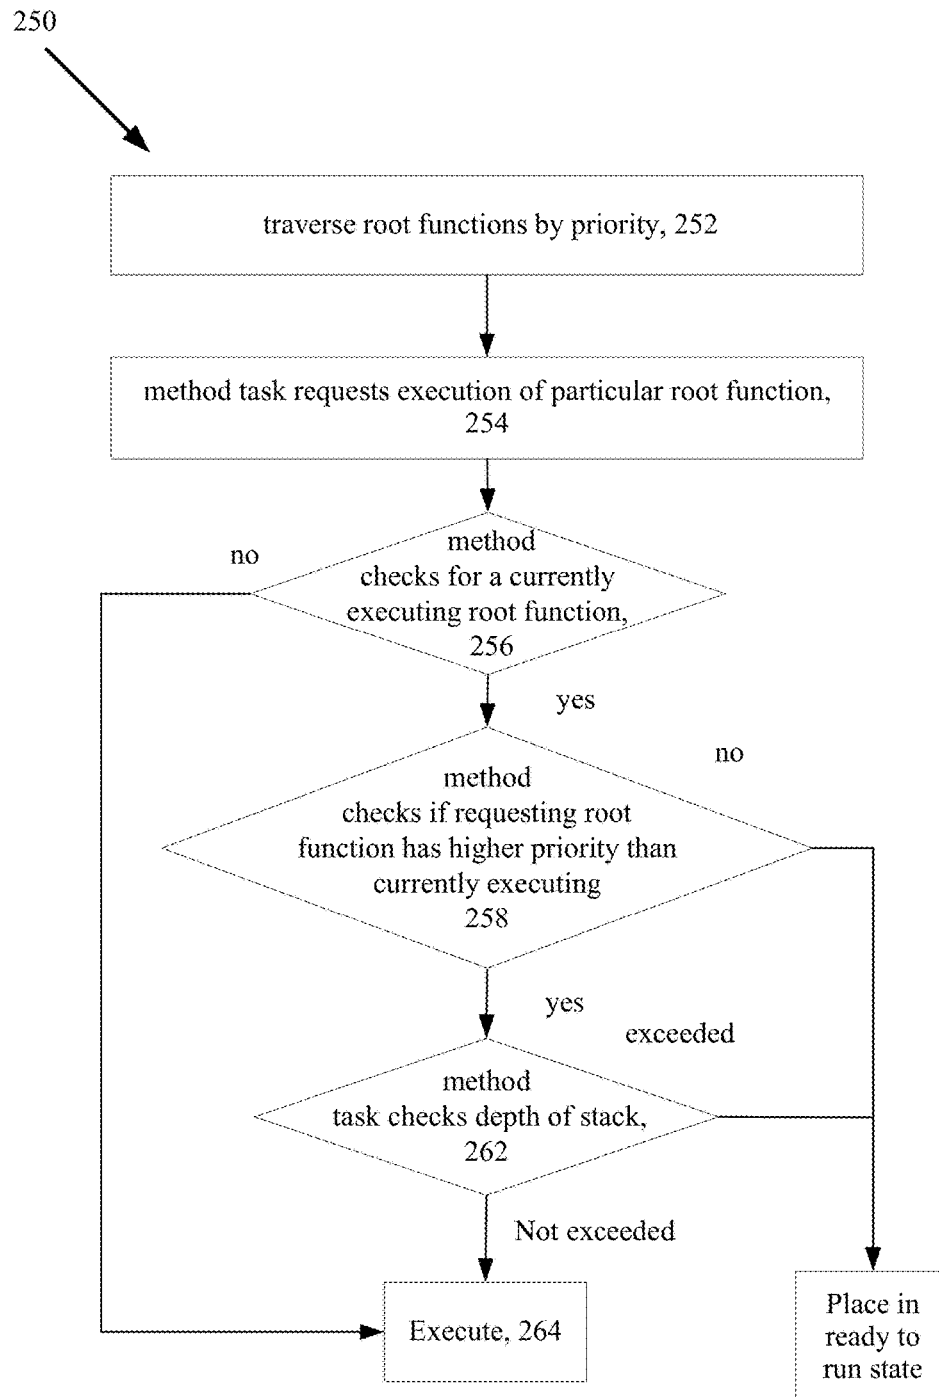 250
traverse root functions by priority, 252
method task requests execution of particular root function,
254
no
method
checks for a currently
executing root function,
256
yes
no
method
checks if requesting root
function has higher priority than
currently executing
258
yes
exceeded
method
task checks depth of stack,
262
Not exceeded
Execute, 264
Place in
ready to
run state